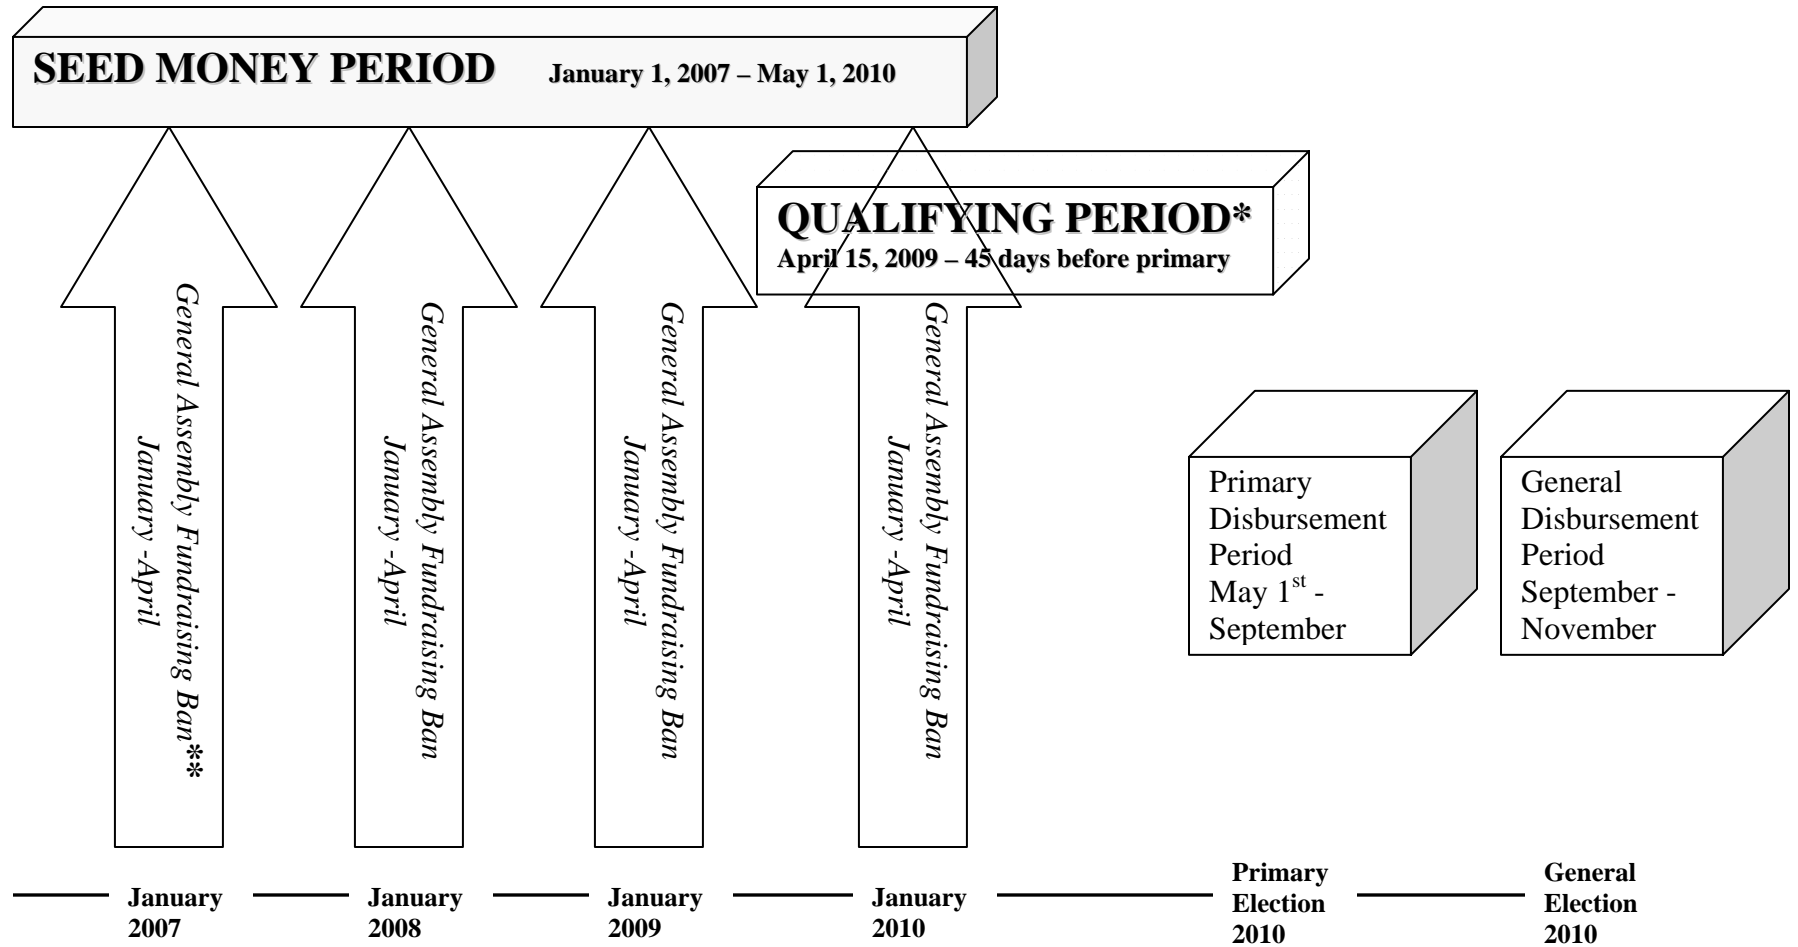 SEED MONEY PERIOD January 1, 2007 – May 1, 2010
QUALIFYING PERIOD*
April 15, 2009 – 45 days before primary
General Assembly Fundraising Ban**
January -April
General Assembly Fundraising Ban
January -April
General Assembly Fundraising Ban
January -April
General Assembly Fundraising Ban
January -April
Primary
Disbursement
Period
May 1st -
September
General
Disbursement
Period
September -
November
January
2007
January
2008
January
2009
January
2010
Primary
Election
2010
General
Election
2010